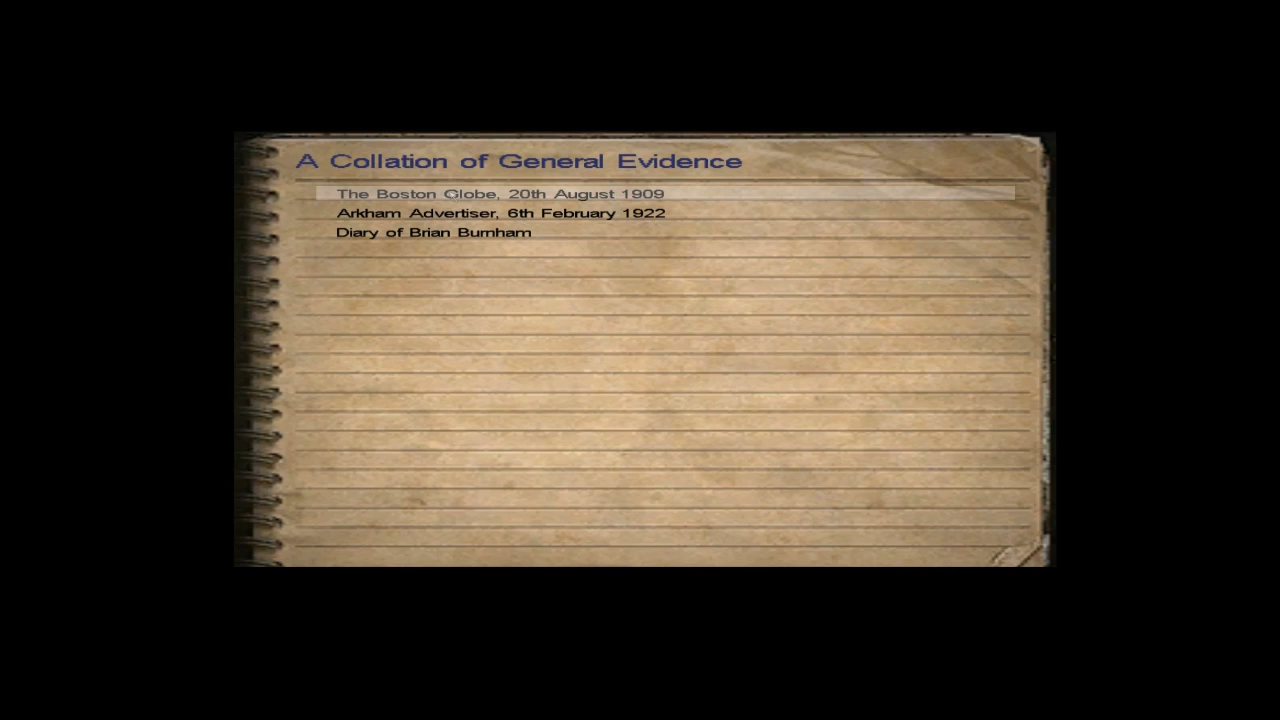 A Collation of General Evidence
The Boston Globe, 20th August 1909
Arkham Advertiser, 6th February 1922
Diary of Brian Burnham